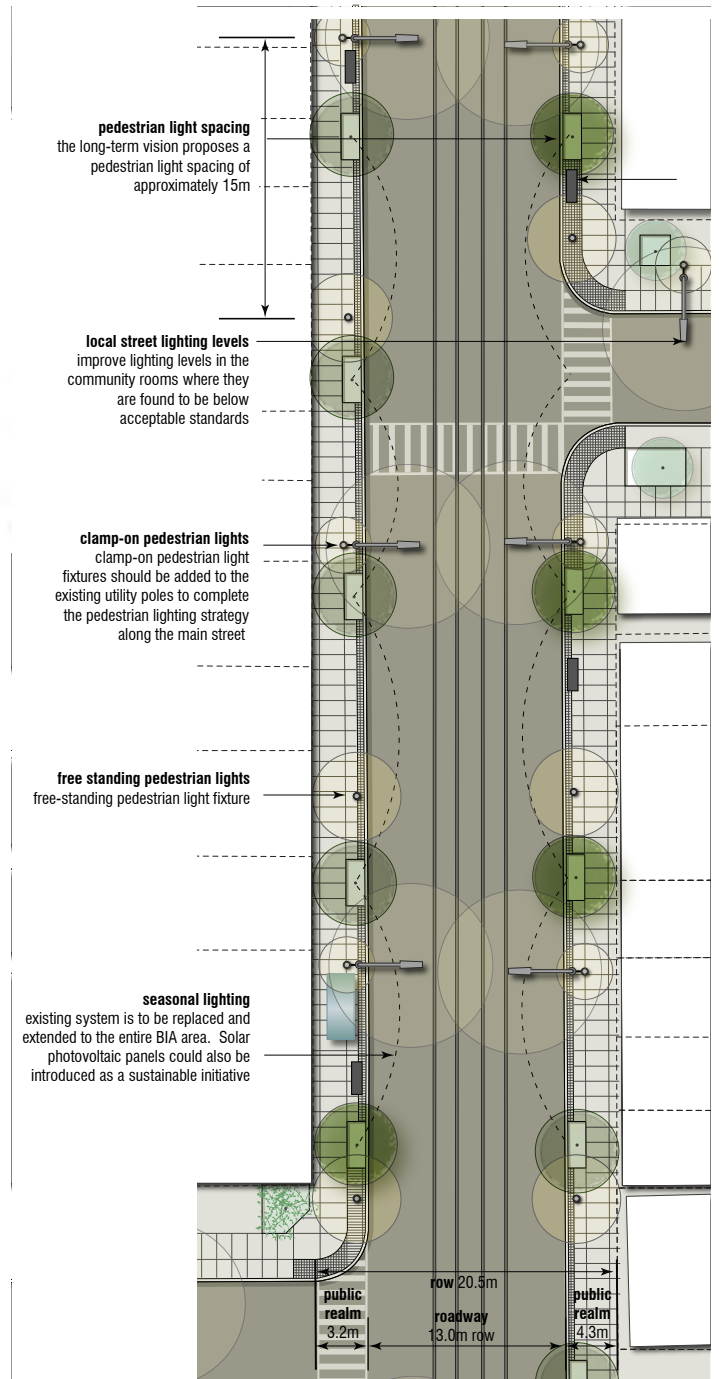 pedestrian light spacing
the long-term vision proposes a
pedestrian light spacing of
approximately 15m
local street lighting levels
improve lighting levels in the
community rooms where they
are found to be below
acceptable standards
clamp-on pedestrian lights
clamp-on pedestrian light
fixtures should be added to the
existing utility poles to complete
the pedestrian lighting strategy
along the main street
free standing pedestrian lights
free-standing pedestrian light fixture
seasonal lighting
existing system is to be replaced and
extended to the entire BIA area. Solar
photovoltaic panels could also be
introduced as a sustainable initiative
row 20.5m
public
realm
3.2m
roadway
13.0m row
public
realm
4.3m